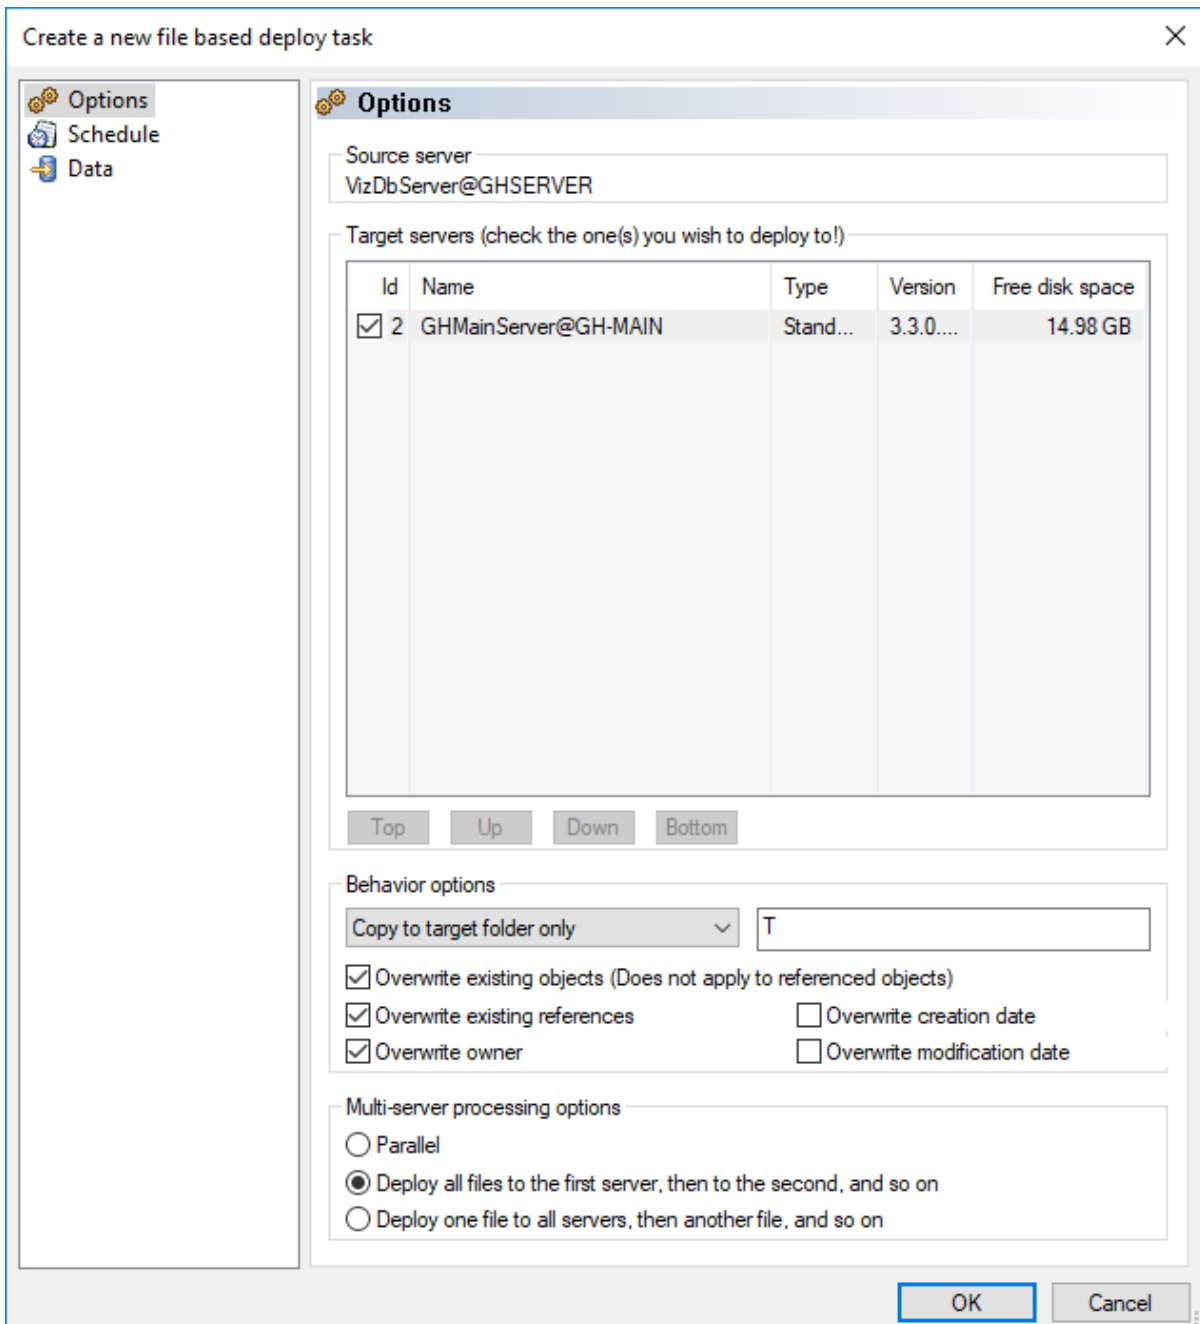 Create a new file based deploy task
Options
Schedule
Data
Options
Source server
VizDbServer@GHSERVER
Target servers (check the one(s) you wish to deploy to!)
Id Name Type Version Free disk space
2 GHMainServer@GH-MAIN Stand... 3.3.0.... 14.98 GB
Top Up Down Bottom
Behavior options
Copy to target folder only T
Overwrite existing objects (Does not apply to referenced objects)
Overwrite existing references Overwrite creation date
Overwrite owner Overwrite modification date
Multi-server processing options
Parallel
Deploy all files to the first server, then to the second, and so on
Deploy one file to all servers, then another file, and so on
OK Cancel